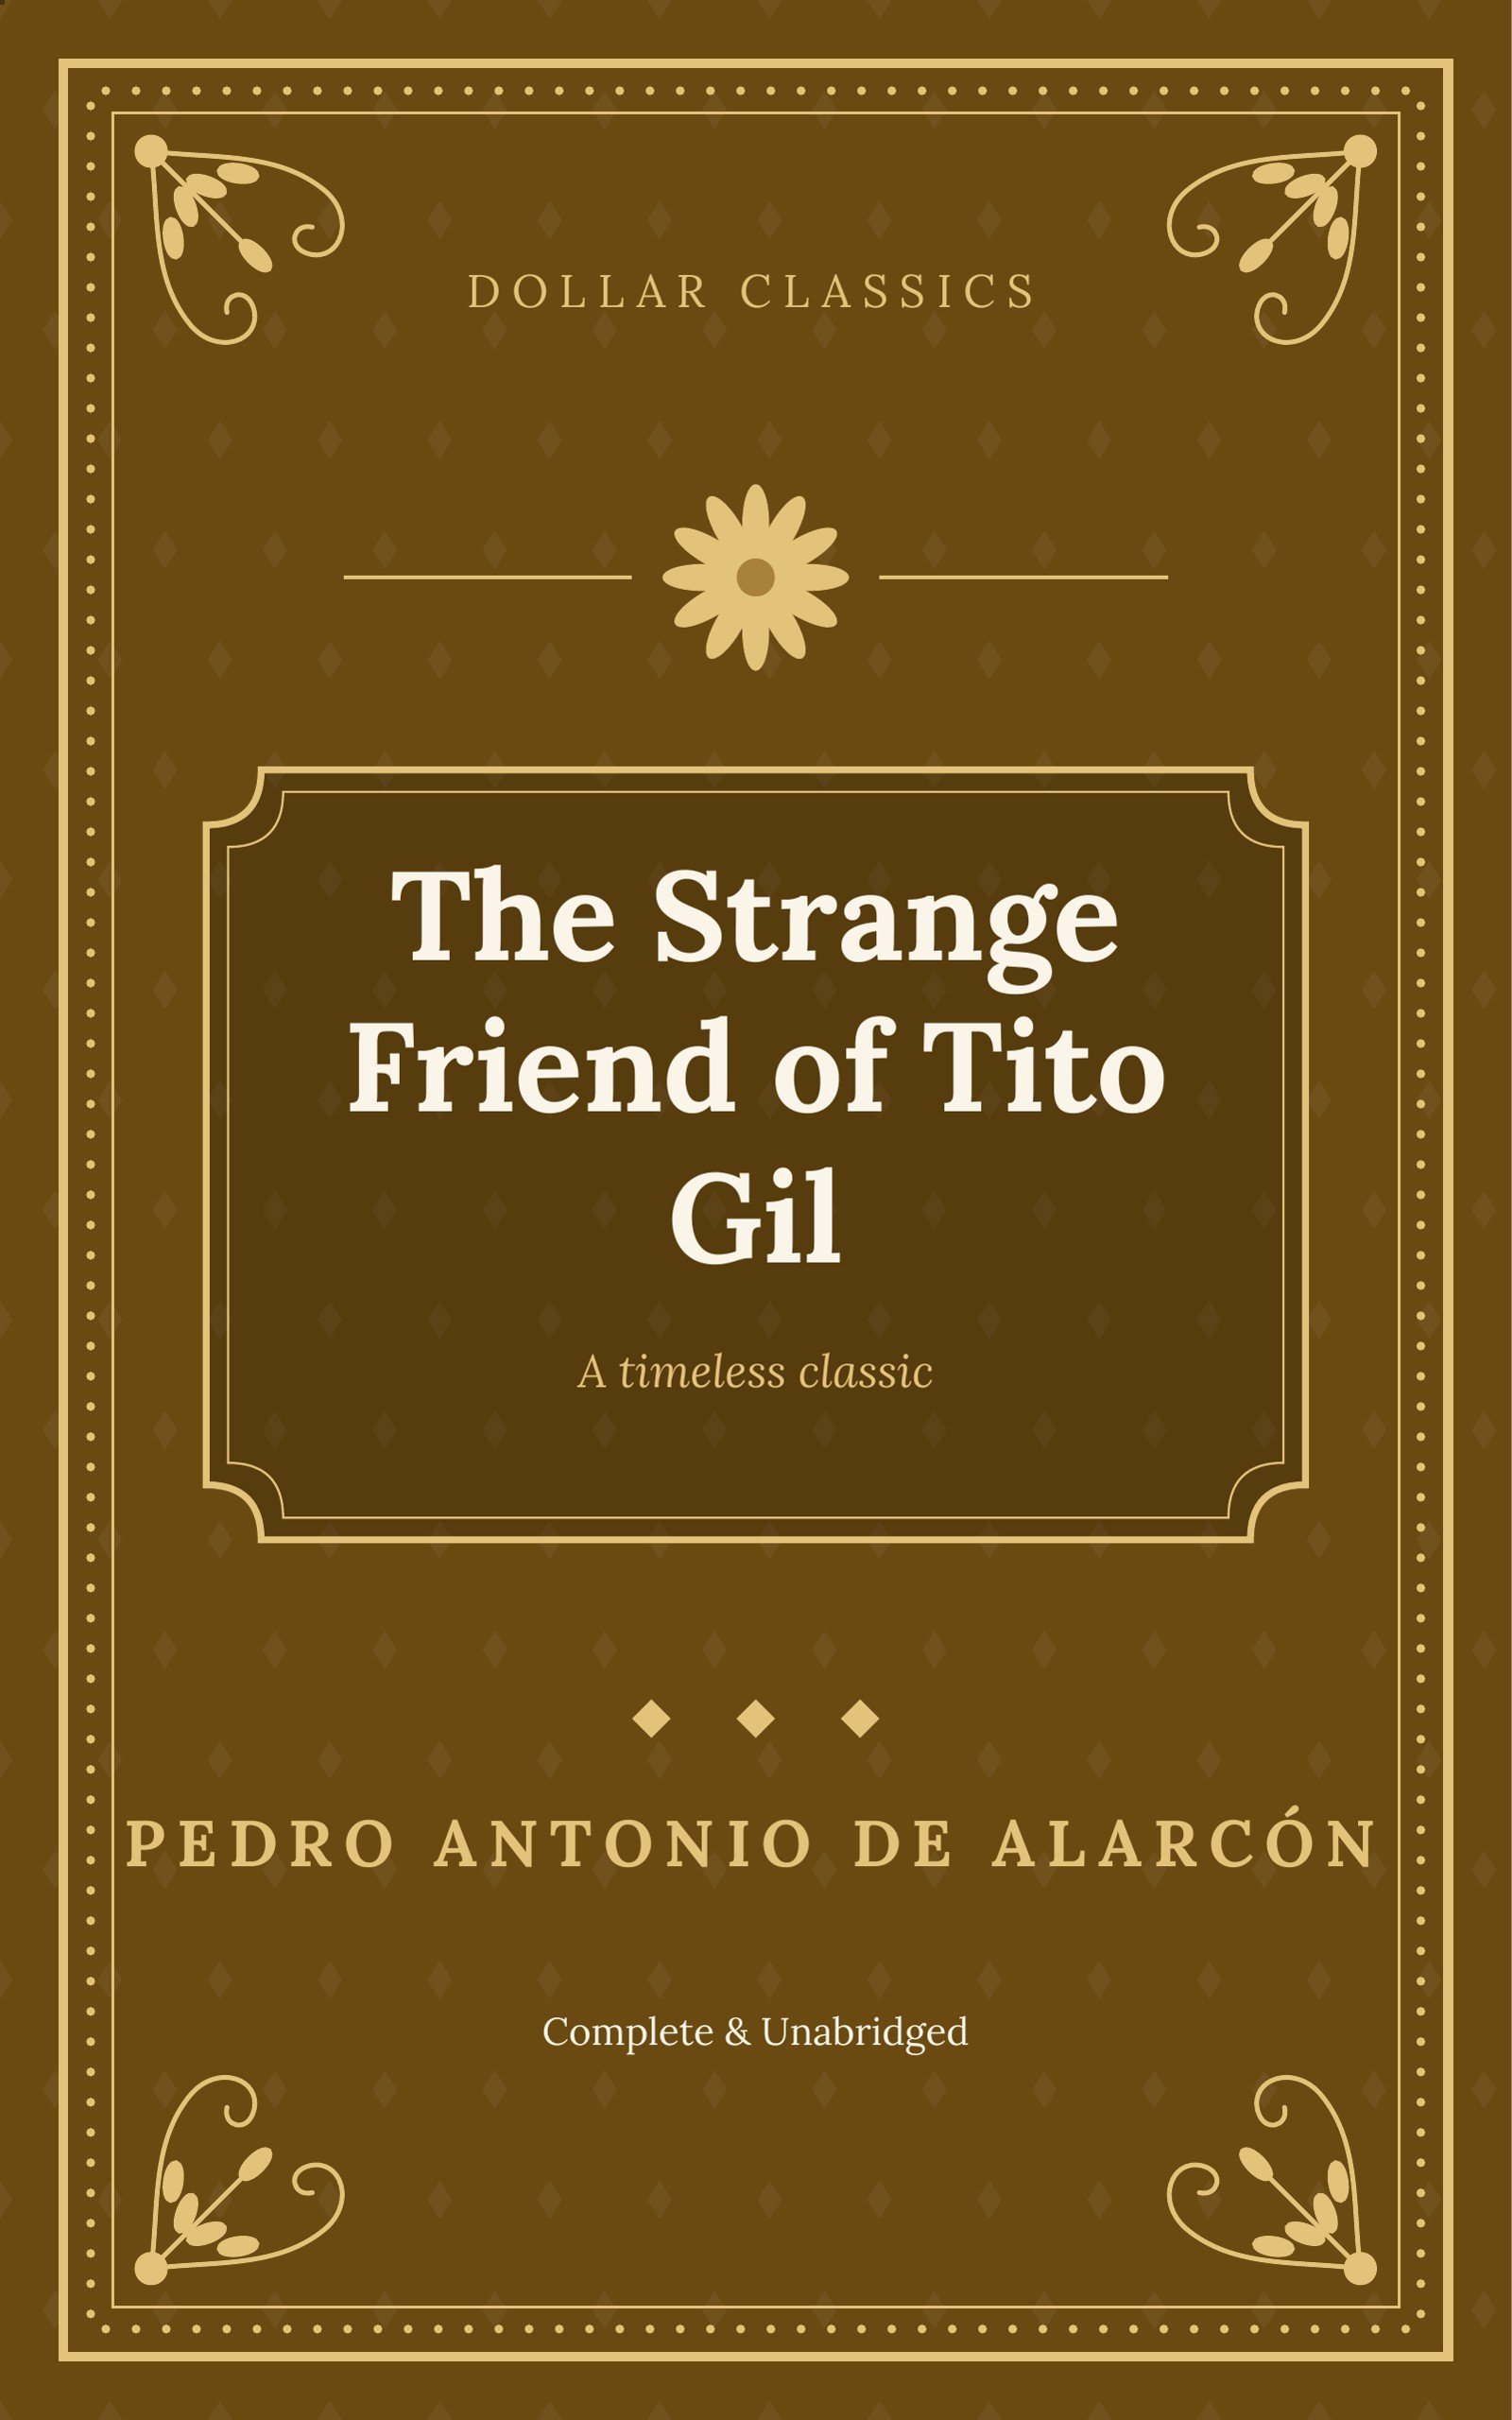 DOLLAR CLASSICS
The Strange
Friend of Tito
Gil
A timeless classic
PEDRO ANTONIO DE ALARCÓN
Complete & Unabridged